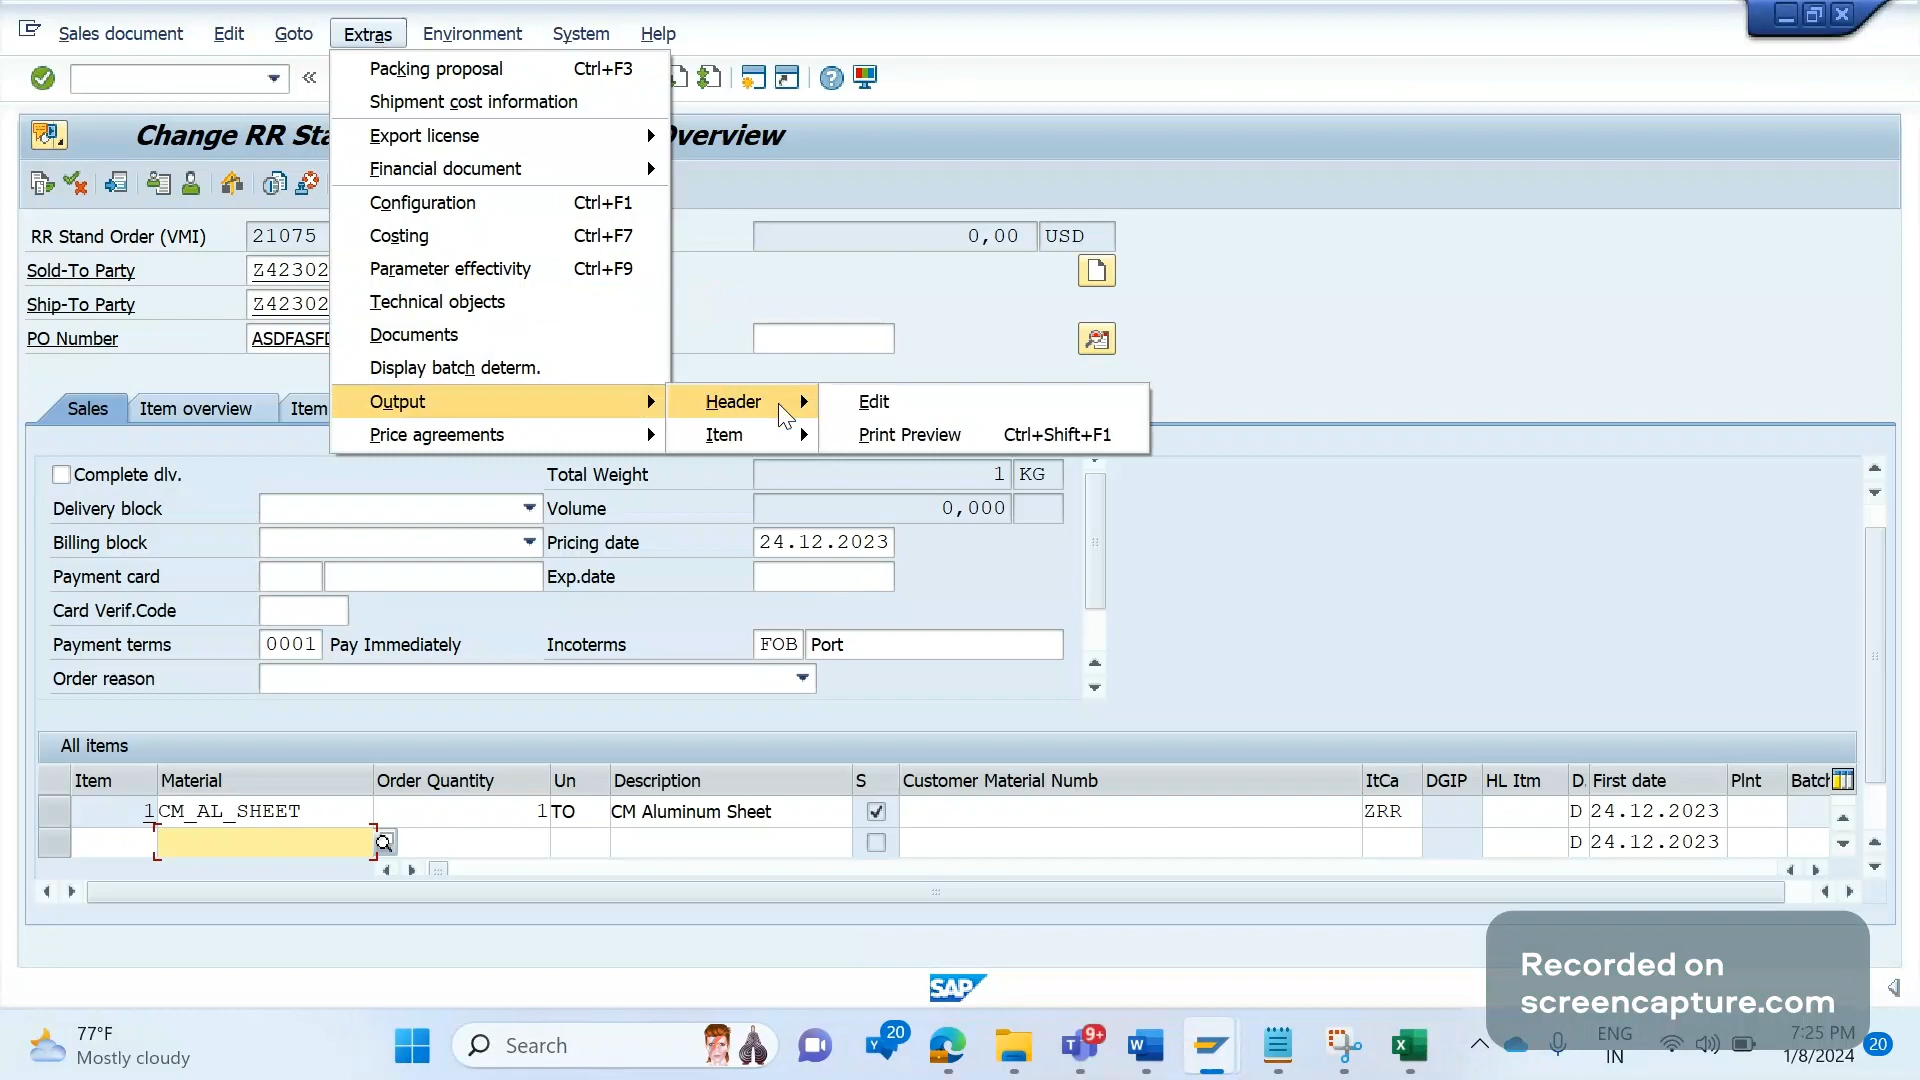 Sales document Edit Goto Extras Environment System Help
Packing proposal Ctrl+F3
Shipment cost information
Export license
Financial document
Configuration Ctrl+F1
Costing Ctrl+F7
Parameter effectivity Ctrl+F9
Technical objects
Documents
Display batch determ.
Output
Price agreements
Header
Item
Edit
Print Preview Ctrl+Shift+F1
Change RR Sta Overview
RR Stand Order (VMI) 21075 0,00 USD
Sold-To Party Z42302
Ship-To Party Z42302
PO Number ASDFASFD
Sales Item overview Item
Complete dlv. Total Weight 1 KG
Delivery block Volume 0,000
Billing block Pricing date 24.12.2023
Payment card Exp.date
Card Verif.Code
Payment terms 0001 Pay Immediately Incoterms FOB Port
Order reason
All items
Item Material Order Quantity Un Description S Customer Material Numb ItCa DGIP HL Itm D. First date Plnt Batch
1 CM_AL_SHEET 1 TO CM Aluminum Sheet ZRR D 24.12.2023
D 24.12.2023
SAP
Recorded on
screencapture.com
77°F
Mostly cloudy
Search
20
9+
ENG
IN
7:25 PM
1/8/2024
20